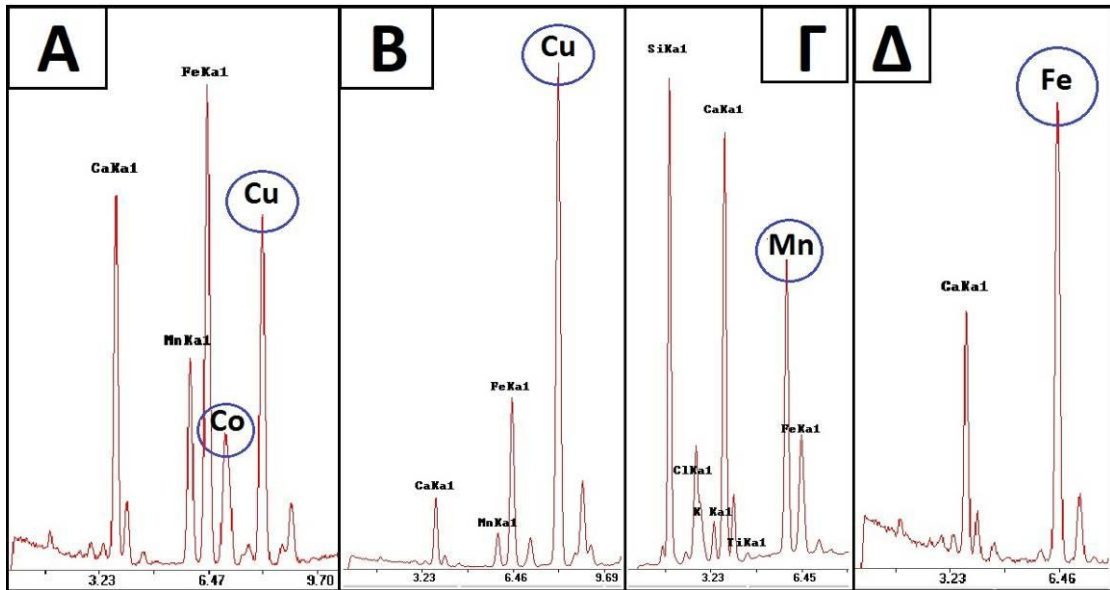 A
FeKa1
CaKa1
Cu
MnKa1
Co
3.23 6.47 9.70
B
Cu
FeKa1
CaKa1
MnKa1
3.23 6.46 9.69
Γ
SiKa1
CaKa1
Mn
ClKa1
FeKa1
K Ka1
TiKa1
3.23 6.45
Δ
Fe
CaKa1
3.23 6.46